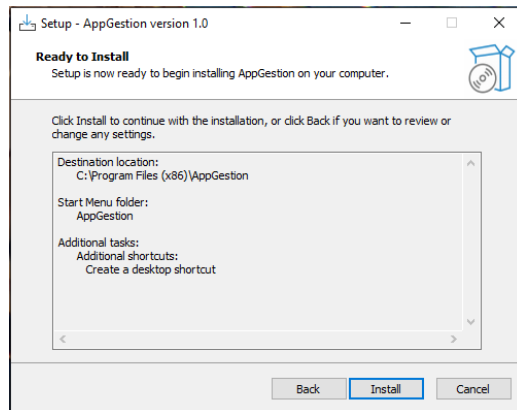 Setup - AppGestion version 1.0
Ready to Install
Setup is now ready to begin installing AppGestion on your computer.
Click Install to continue with the installation, or click Back if you want to review or
change any settings.
Destination location:
C:\Program Files (x86)\AppGestion
Start Menu folder:
AppGestion
Additional tasks:
Additional shortcuts:
Create a desktop shortcut
Back
Install
Cancel